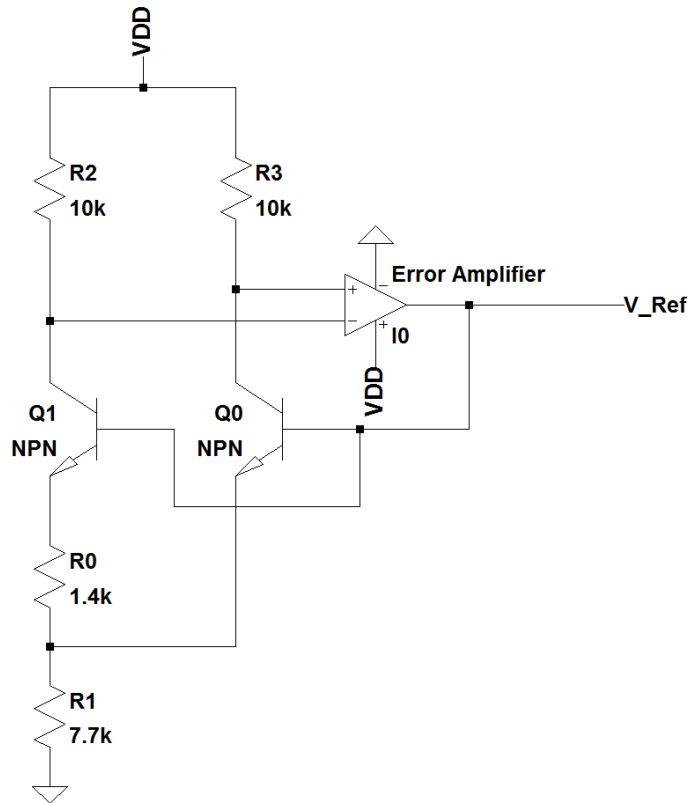 VDD
R2
10k
R3
10k
Error Amplifier
+
−
−
+
I0
V_Ref
VDD
Q1
NPN
Q0
NPN
R0
1.4k
R1
7.7k